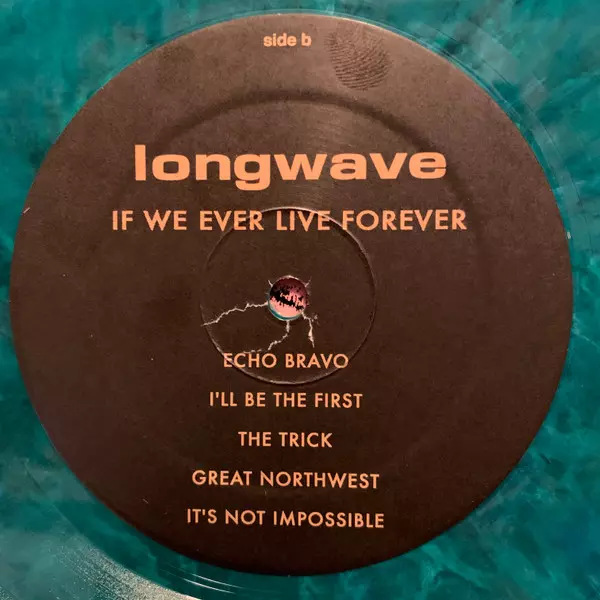 side b
longwave
IF WE EVER LIVE FOREVER
ECHO BRAVO
I'LL BE THE FIRST
THE TRICK
GREAT NORTHWEST
IT'S NOT IMPOSSIBLE